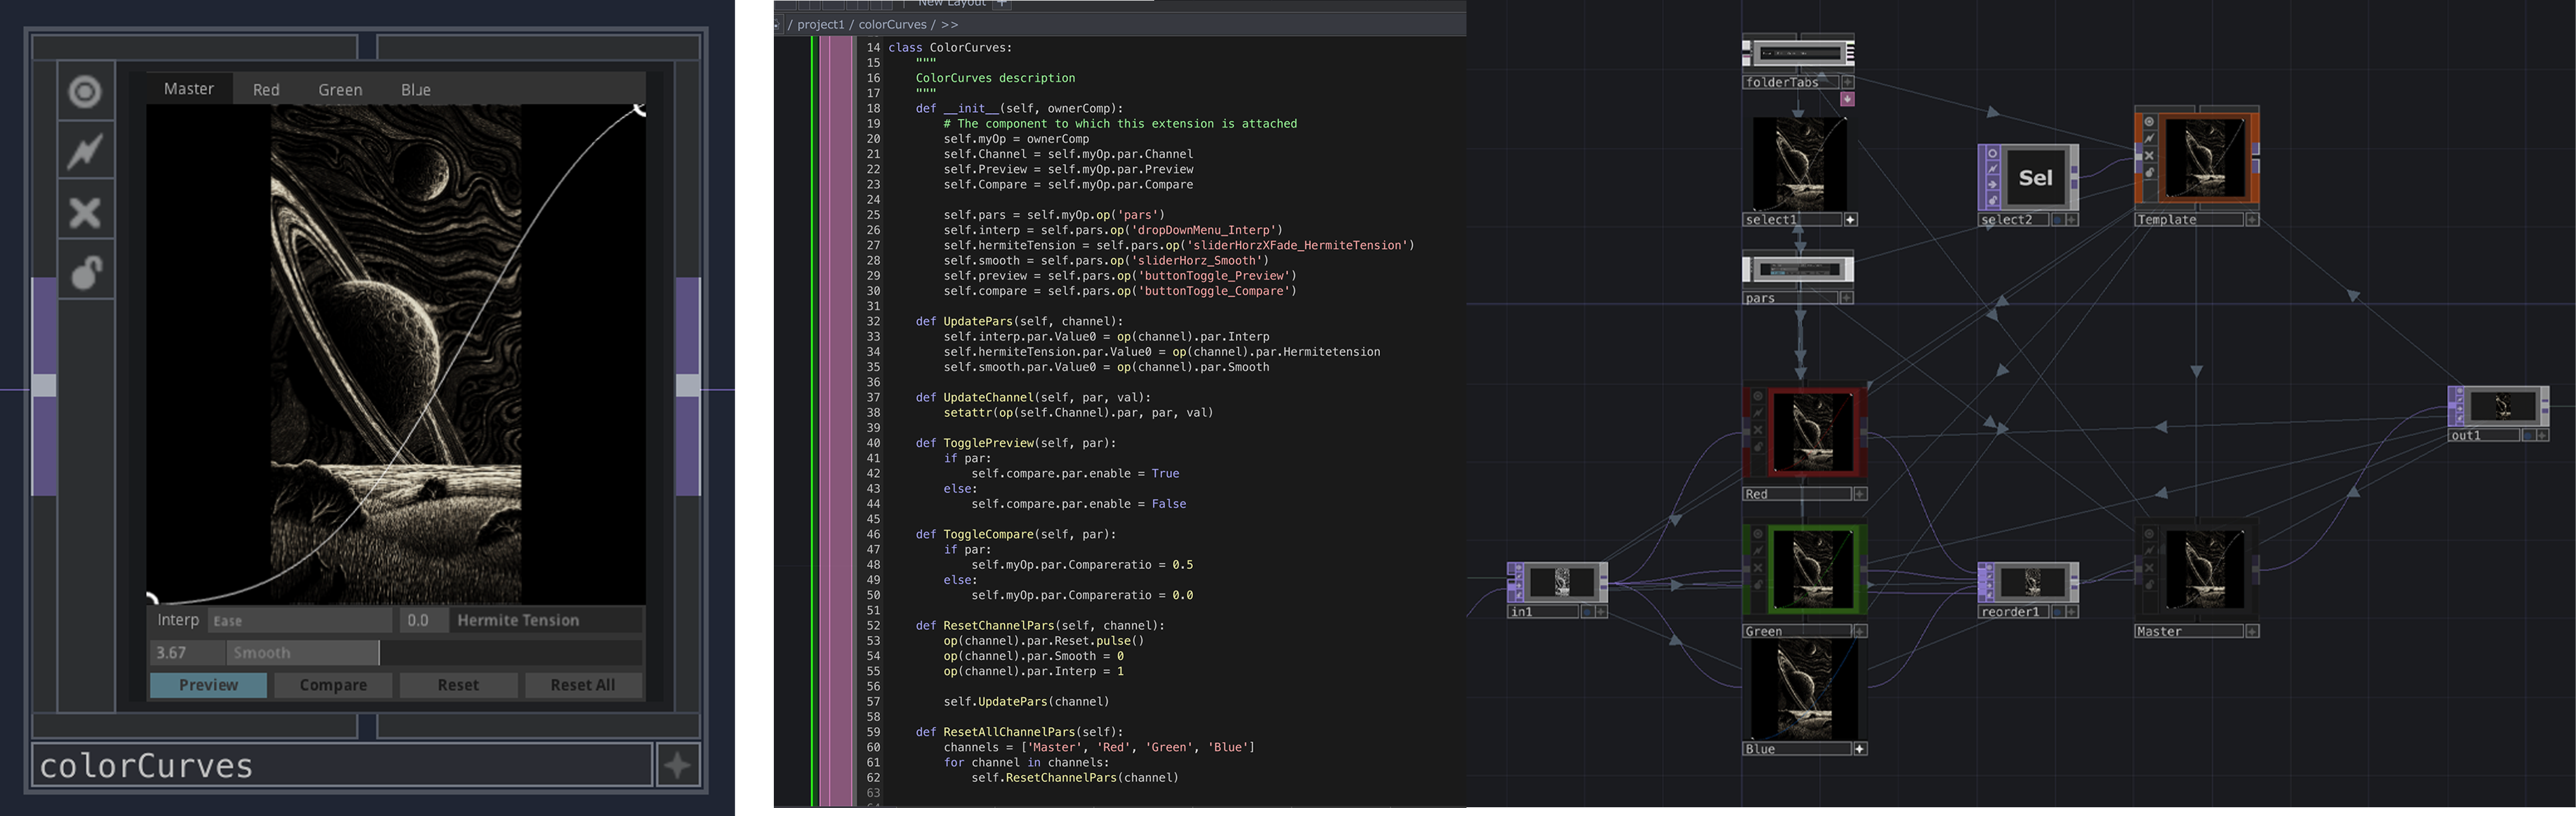 Master Red Green Blue
Interp Ease 0.0 Hermite Tension
3.67 Smooth
Preview Compare Reset Reset All
colorCurves
New Layout +
/ project1 / colorCurves / >>
14 class ColorCurves:
15 """
16 ColorCurves description
17 """
18 def __init__(self, ownerComp):
19 # The component to which this extension is attached
20 self.myOp = ownerComp
21 self.Channel = self.myOp.par.Channel
22 self.Preview = self.myOp.par.Preview
23 self.Compare = self.myOp.par.Compare
24
25 self.pars = self.myOp.op('pars')
26 self.interp = self.pars.op('dropDownMenu_Interp')
27 self.hermiteTension = self.pars.op('sliderHorzXFade_HermiteTension')
28 self.smooth = self.pars.op('sliderHorz_Smooth')
29 self.preview = self.pars.op('buttonToggle_Preview')
30 self.compare = self.pars.op('buttonToggle_Compare')
31
32 def UpdatePars(self, channel):
33 self.interp.par.Value0 = op(channel).par.Interp
34 self.hermiteTension.par.Value0 = op(channel).par.Hermitetension
35 self.smooth.par.Value0 = op(channel).par.Smooth
36
37 def UpdateChannel(self, par, val):
38 setattr(op(self.Channel).par, par, val)
39
40 def TogglePreview(self, par):
41 if par:
42 self.compare.par.enable = True
43 else:
44 self.compare.par.enable = False
45
46 def ToggleCompare(self, par):
47 if par:
48 self.myOp.par.Compareratio = 0.5
49 else:
50 self.myOp.par.Compareratio = 0.0
51
52 def ResetChannelPars(self, channel):
53 op(channel).par.Reset.pulse()
54 op(channel).par.Smooth = 0
55 op(channel).par.Interp = 1
56
57 self.UpdatePars(channel)
58
59 def ResetAllChannelPars(self):
60 channels = ['Master', 'Red', 'Green', 'Blue']
61 for channel in channels:
62 self.ResetChannelPars(channel)
63
folderTabs
select1
Sel
select2
Template
pars
Red
out1
in1
Green
reorder1
Master
Blue